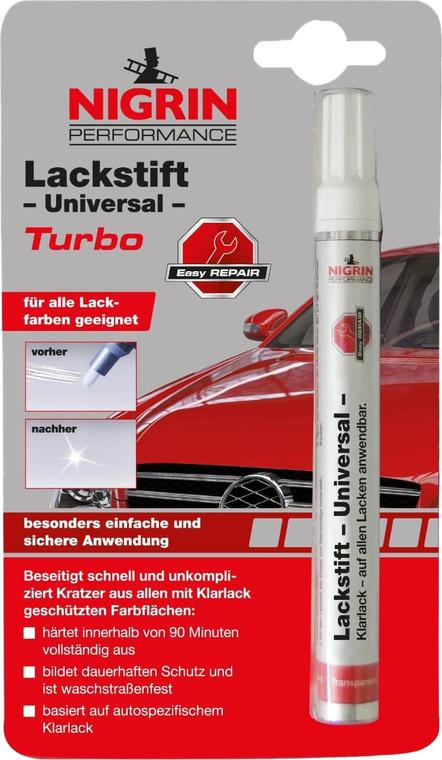 NIGRIN
PERFORMANCE
Lackstift
– Universal –
Turbo
Easy REPAIR
für alle Lack-
farben geeignet
vorher
nachher
besonders einfache und
sichere Anwendung
Beseitigt schnell und unkompli-
ziert Kratzer aus allen mit Klarlack
geschützten Farbflächen:
härtet innerhalb von 90 Minuten
vollständig aus
bildet dauerhaften Schutz und
ist waschstraßenfest
basiert auf autospezifischem
Klarlack
NIGRIN
PERFORMANCE
Easy REPAIR
Lackstift – Universal –
Klarlack – auf allen Lacken anwendbar.